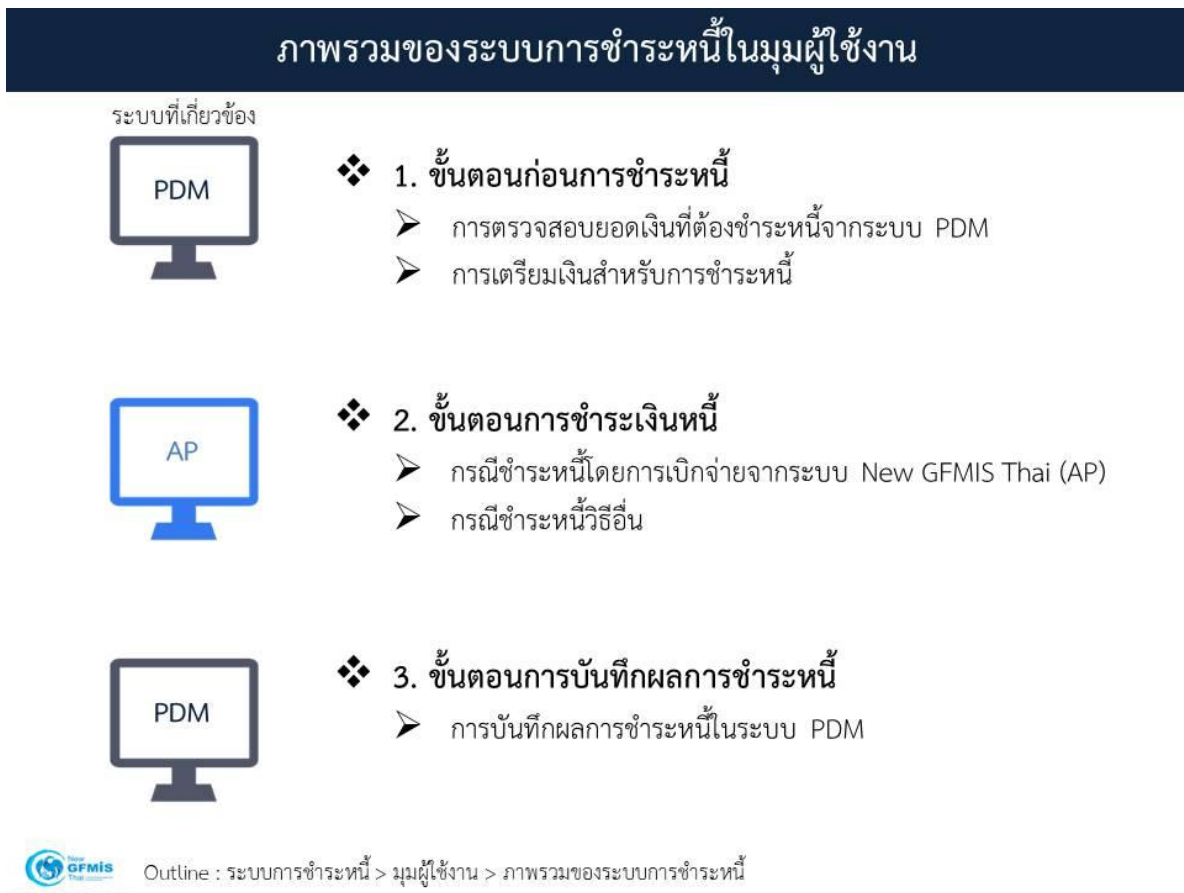 ภาพรวมของระบบการชำระหนี้ในมุมผู้ใช้งาน
ระบบที่เกี่ยวข้อง
PDM
❖ 1. ขั้นตอนก่อนการชำระหนี้
➢ การตรวจสอบยอดเงินที่ต้องชำระหนี้จากระบบ PDM
➢ การเตรียมเงินสำหรับการชำระหนี้
AP
❖ 2. ขั้นตอนการชำระเงินหนี้
➢ กรณีชำระหนี้โดยการเบิกจ่ายจากระบบ New GFMIS Thai (AP)
➢ กรณีชำระหนี้วิธีอื่น
PDM
❖ 3. ขั้นตอนการบันทึกผลการชำระหนี้
➢ การบันทึกผลการชำระหนี้ในระบบ PDM
New
GFMIS
Thai
Outline : ระบบการชำระหนี้ > มุมผู้ใช้งาน > ภาพรวมของระบบการชำระหนี้